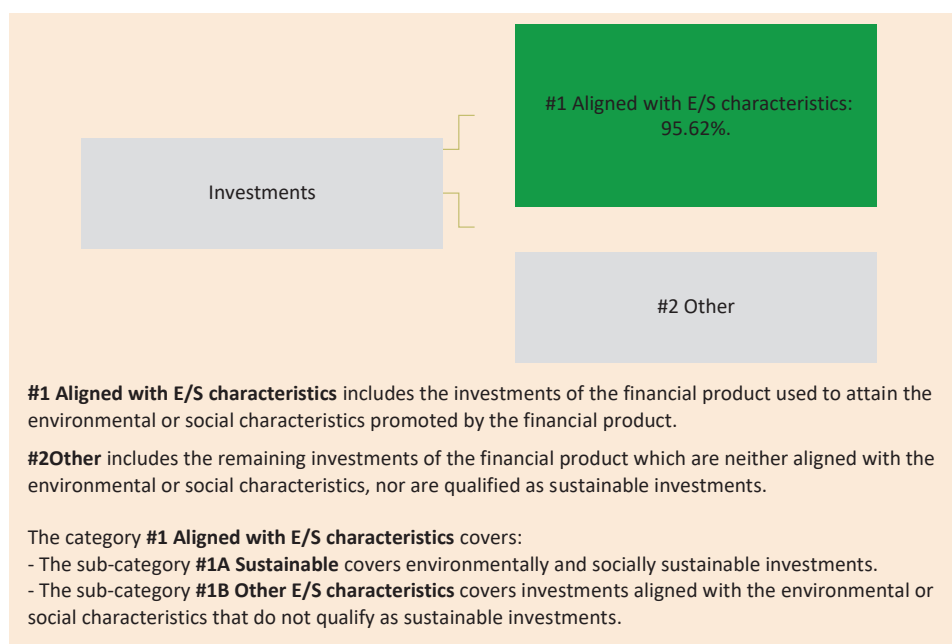 #1 Aligned with E/S characteristics:
95.62%.
Investments
#2 Other
#1 Aligned with E/S characteristics includes the investments of the financial product used to attain the
environmental or social characteristics promoted by the financial product.
#2Other includes the remaining investments of the financial product which are neither aligned with the
environmental or social characteristics, nor are qualified as sustainable investments.
The category #1 Aligned with E/S characteristics covers:
- The sub-category #1A Sustainable covers environmentally and socially sustainable investments.
- The sub-category #1B Other E/S characteristics covers investments aligned with the environmental or
social characteristics that do not qualify as sustainable investments.